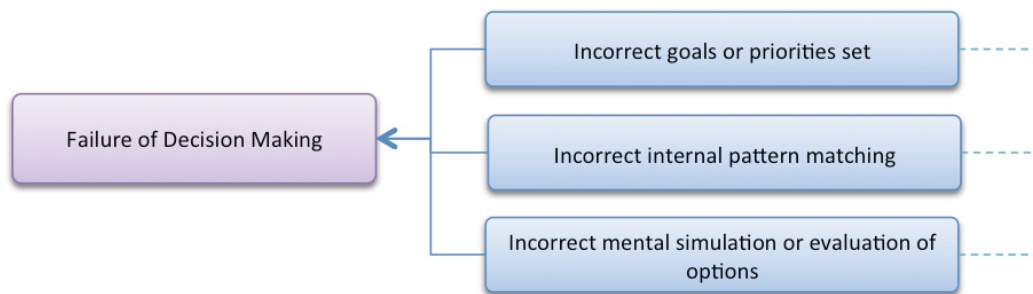 Incorrect goals or priorities set
Failure of Decision Making
Incorrect internal pattern matching
Incorrect mental simulation or evaluation of
options